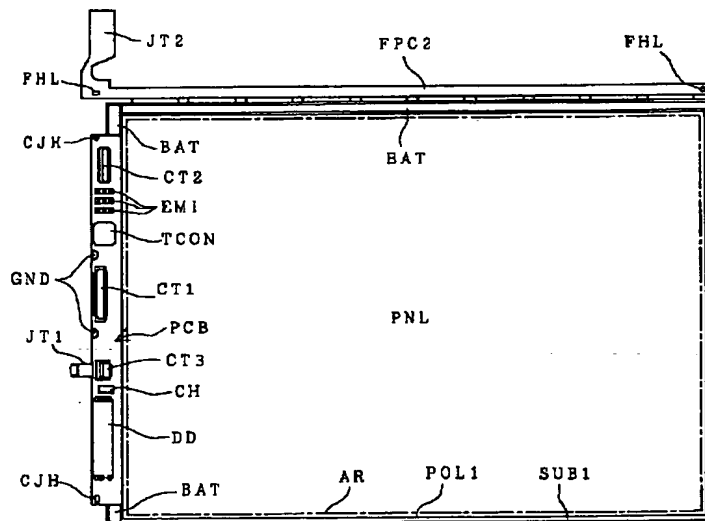 JT2
FPC2
FHL
FHL
CJH
BAT
BAT
CT2
EMI
TCON
GND
CT1
PNL
PCB
JT1
CT3
CH
DD
AR
POL1
SUB1
CJH
BAT